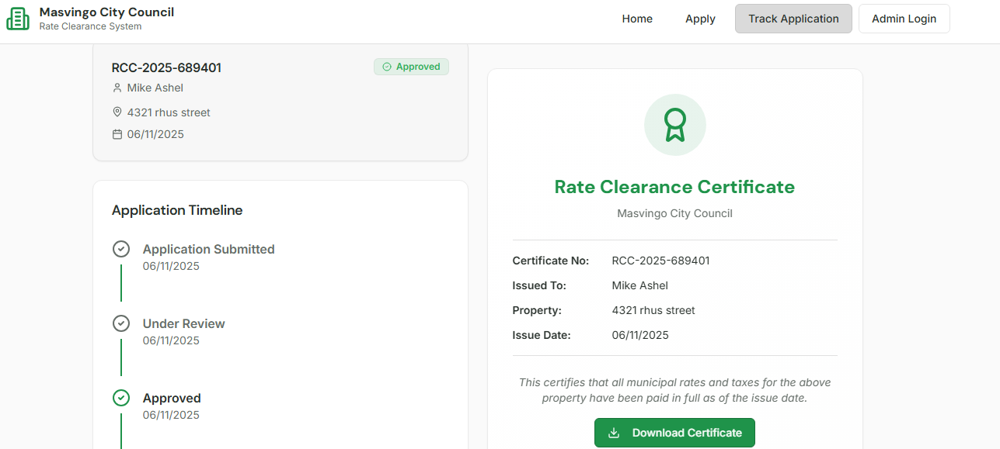 Masvingo City Council
Rate Clearance System
Home
Apply
Track Application
Admin Login
RCC-2025-689401
Approved
Mike Ashel
4321 rhus street
06/11/2025
Application Timeline
Application Submitted
06/11/2025
Under Review
06/11/2025
Approved
06/11/2025
Rate Clearance Certificate
Masvingo City Council
Certificate No: RCC-2025-689401
Issued To: Mike Ashel
Property: 4321 rhus street
Issue Date: 06/11/2025
This certifies that all municipal rates and taxes for the above
property have been paid in full as of the issue date.
Download Certificate